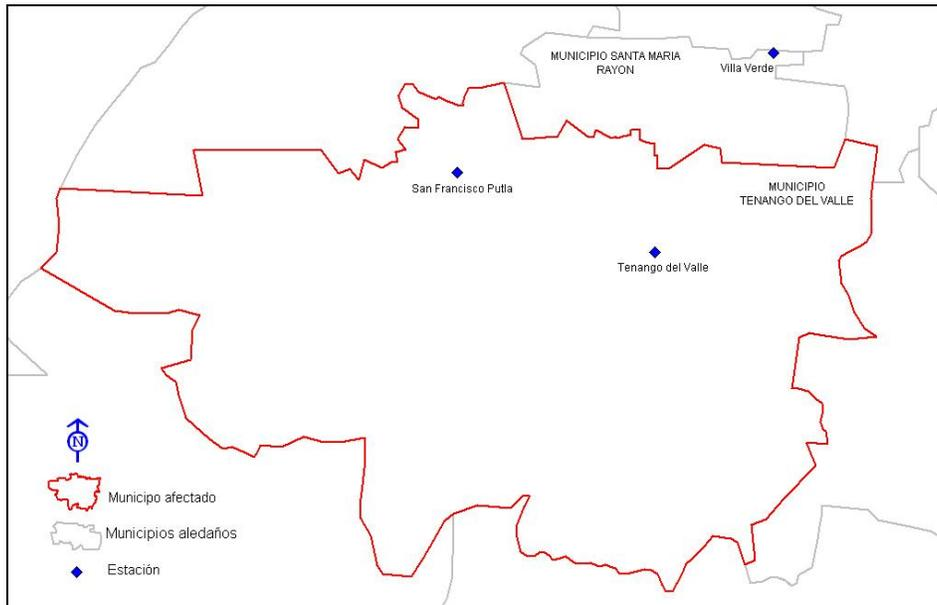 MUNICIPIO SANTA MARIA
RAYON
Villa Verde
San Francisco Putla
MUNICIPIO
TENANGO DEL VALLE
Tenango del Valle
N
Municipo afectado
Municipios aledaños
Estación